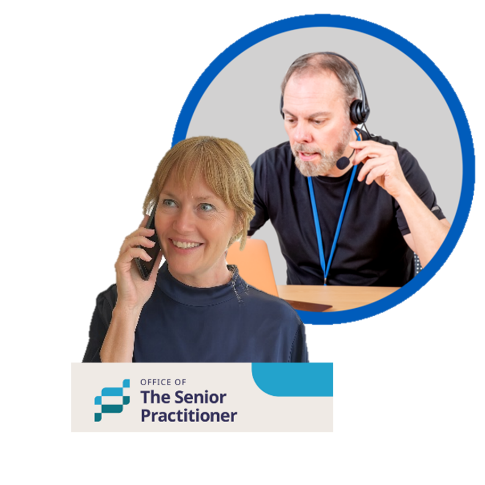 OFFICE OF
The Senior
Practitioner